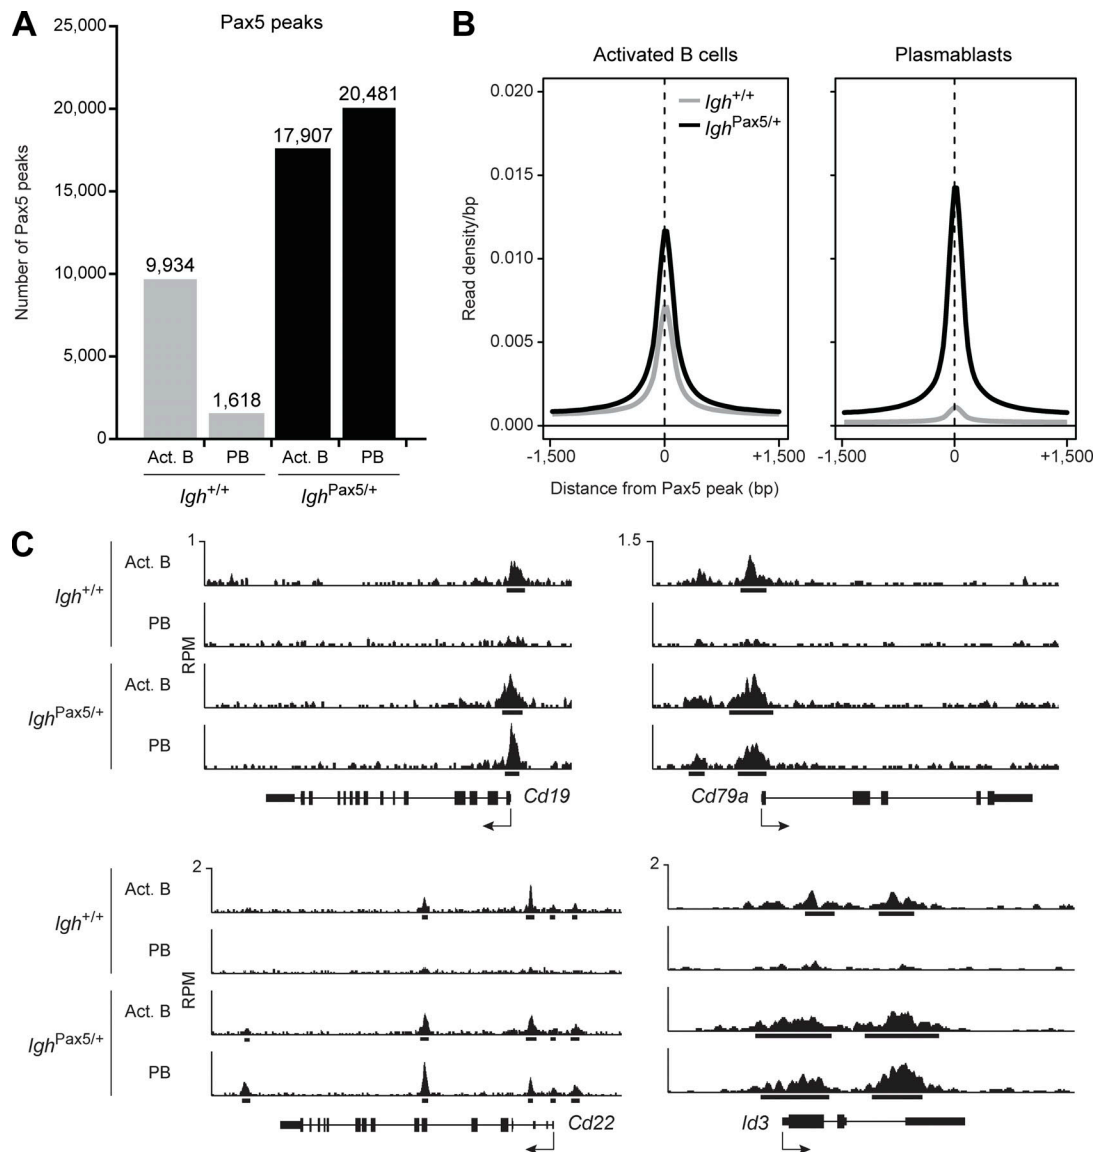 A
Pax5 peaks
25,000
20,000
15,000
10,000
5,000
0
Number of Pax5 peaks
9,934
1,618
17,907
20,481
Act. B PB Act. B PB
Igh+/+ IghPax5/+
B
Activated B cells Plasmablasts
Igh+/+
IghPax5/+
0.020
0.015
0.010
0.005
0.000
Read density/bp
-1,500 0 +1,500 -1,500 0 +1,500
Distance from Pax5 peak (bp)
C
1 1.5
Igh+/+ Act. B
PB
RPM
IghPax5/+ Act. B
PB
Cd19 Cd79a
2 2
Igh+/+ Act. B
PB
RPM
IghPax5/+ Act. B
PB
Cd22 Id3